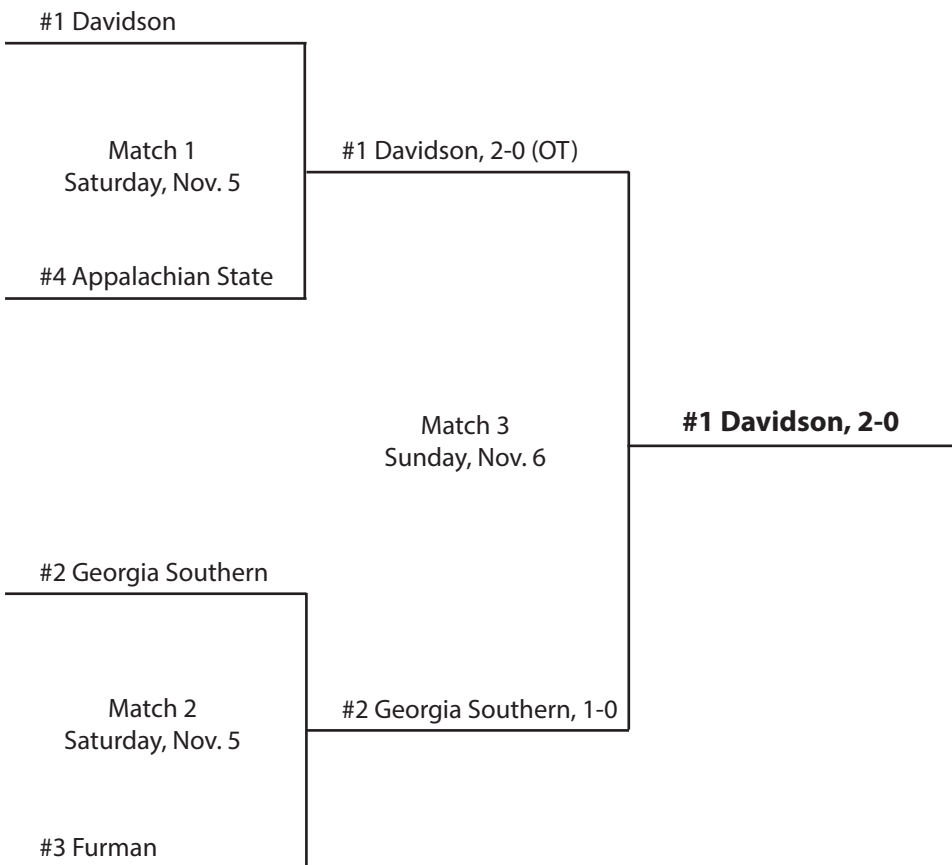 #1 Davidson
Match 1
Saturday, Nov. 5
#1 Davidson, 2-0 (OT)
#4 Appalachian State
Match 3
Sunday, Nov. 6
#1 Davidson, 2-0
#2 Georgia Southern
Match 2
Saturday, Nov. 5
#2 Georgia Southern, 1-0
#3 Furman